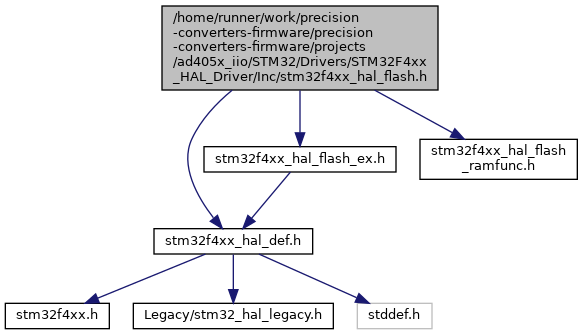 /home/runner/work/precision
-converters-firmware/precision
-converters-firmware/projects
/ad405x_iio/STM32/Drivers/STM32F4xx
_HAL_Driver/Inc/stm32f4xx_hal_flash.h
stm32f4xx_hal_flash_ex.h
stm32f4xx_hal_flash
_ramfunc.h
stm32f4xx_hal_def.h
stm32f4xx.h
Legacy/stm32_hal_legacy.h
stddef.h